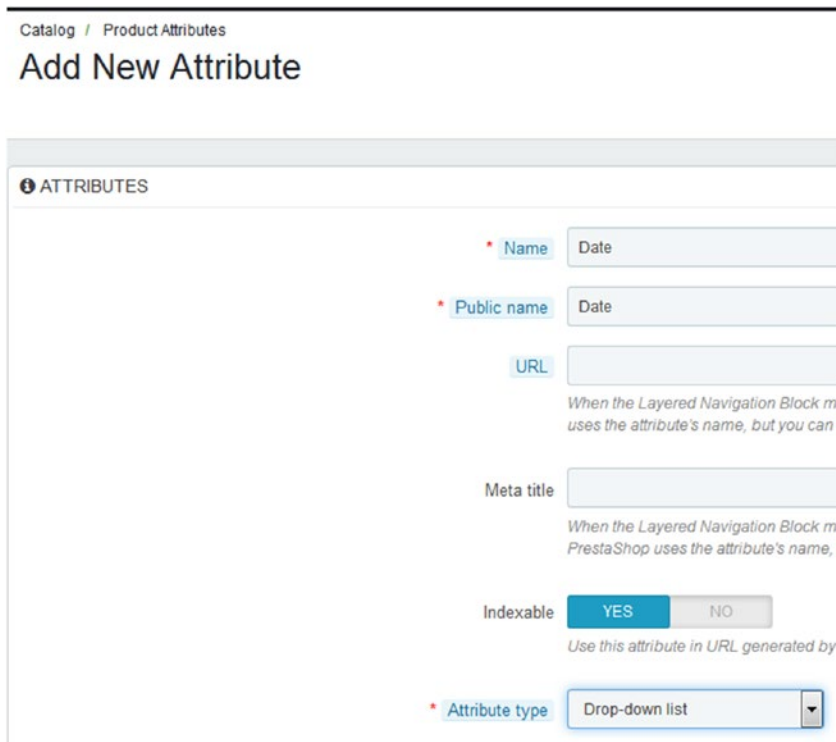 Catalog / Product Attributes
Add New Attribute
ATTRIBUTES
* Name Date
* Public name Date
URL
When the Layered Navigation Block m
uses the attribute's name, but you can
Meta title
When the Layered Navigation Block m
PrestaShop uses the attribute's name,
Indexable YES NO
Use this attribute in URL generated by
* Attribute type Drop-down list